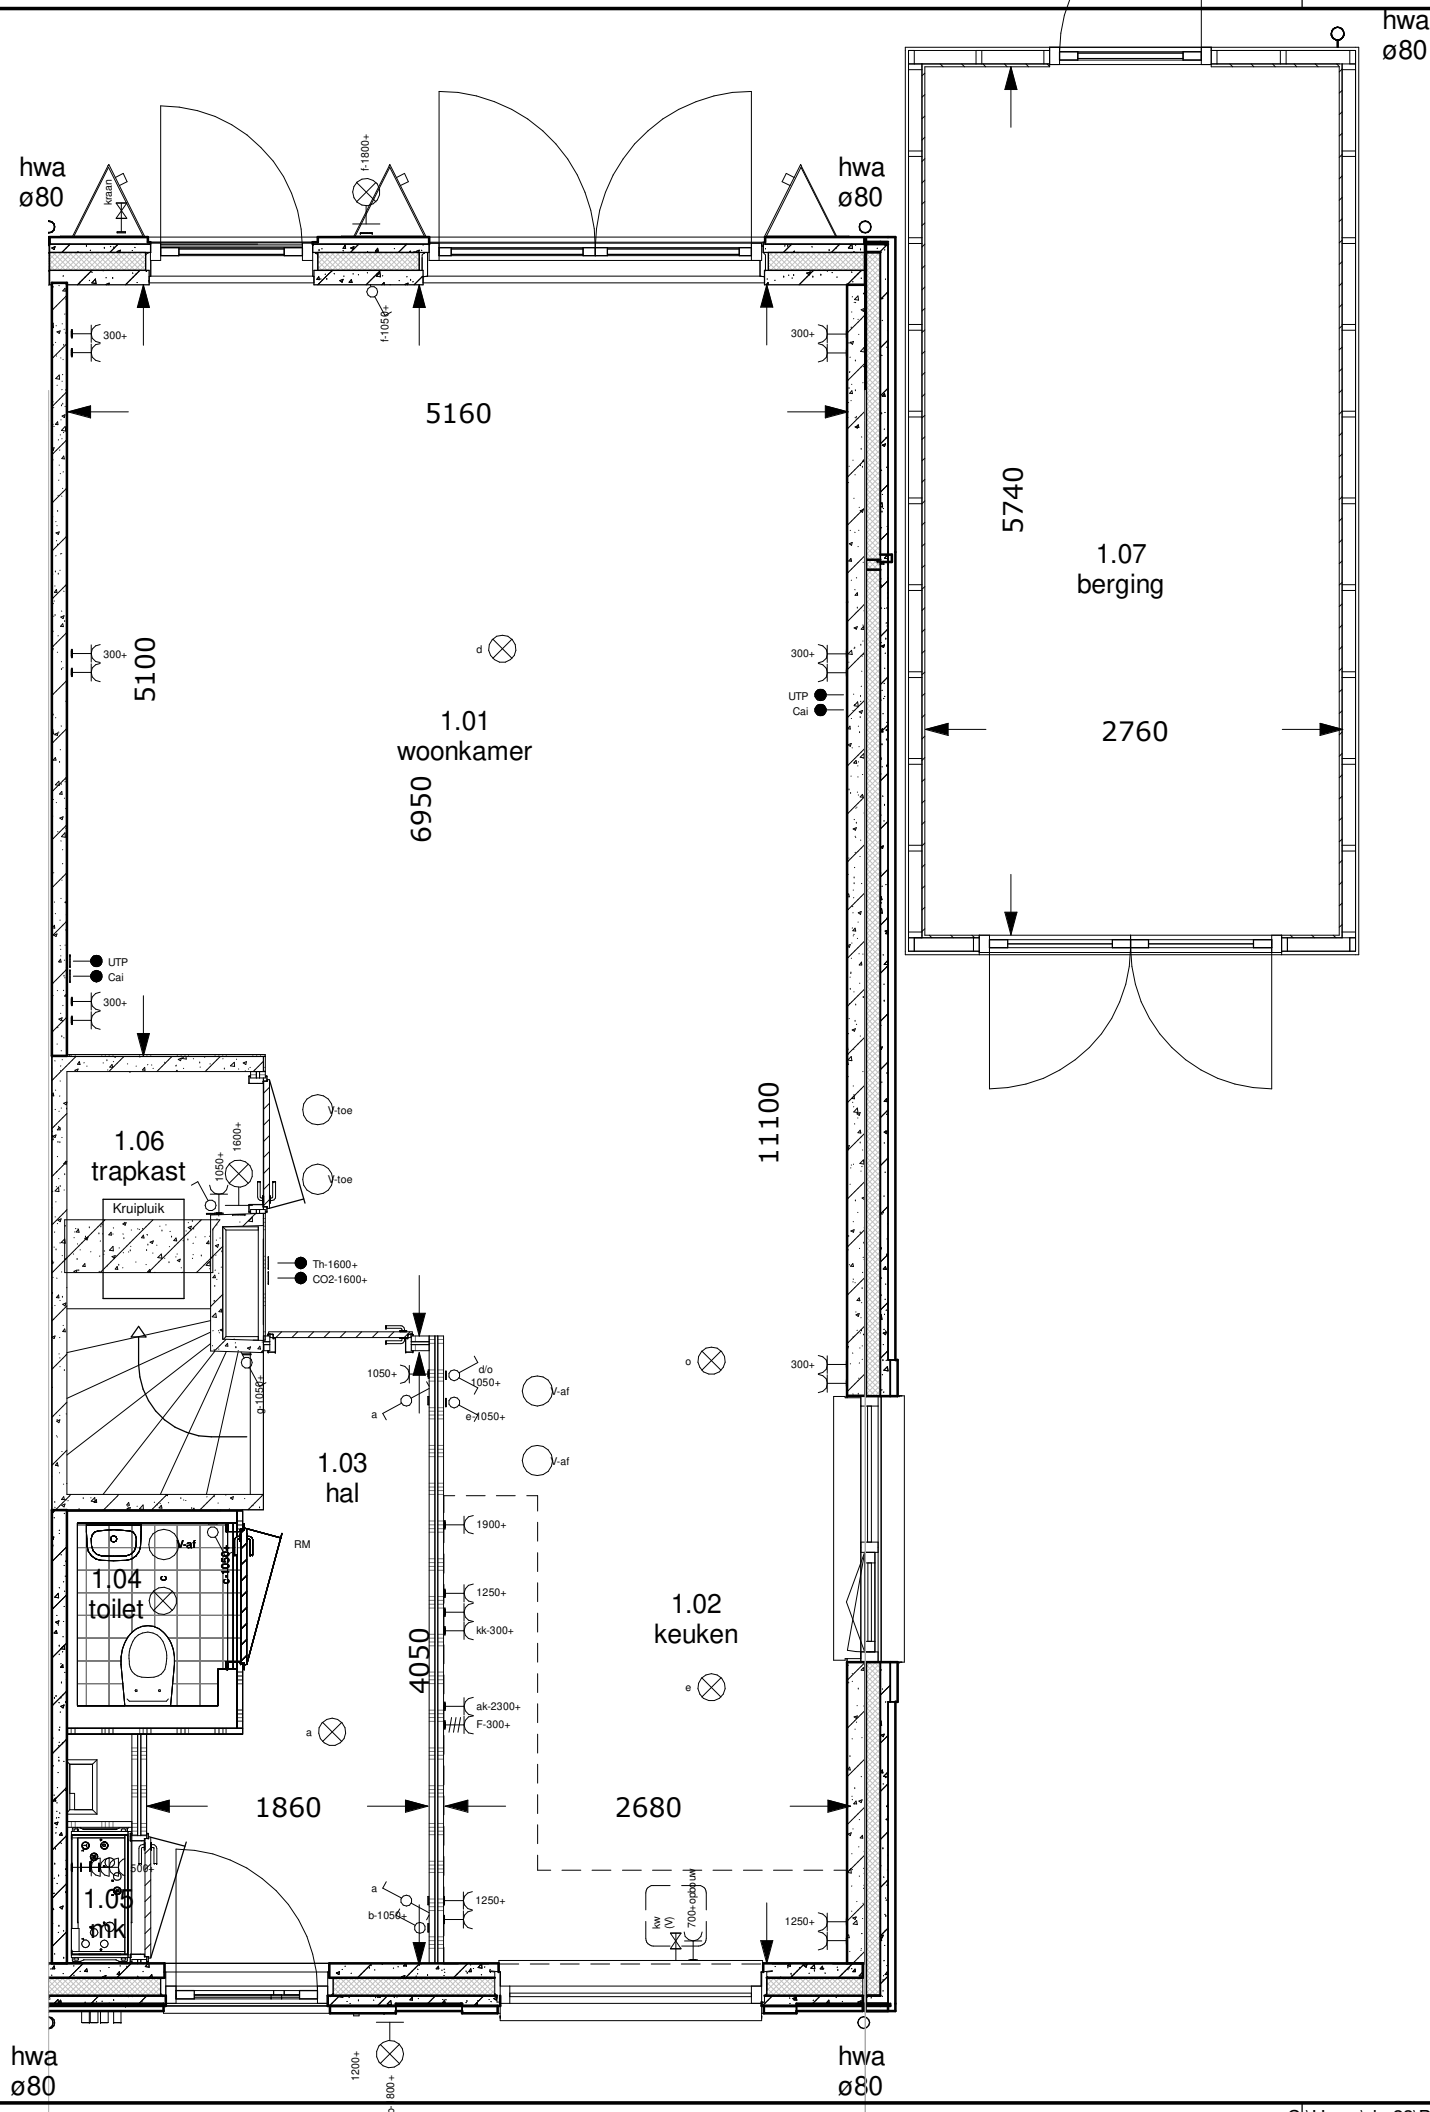 hwa
ø80
hwa
ø80
kraan
f-1800+
hwa
ø80
f-1050+
300+
300+
5160
5740
1.07
berging
300+
5100
d
300+
UTP
Cai
1.01
woonkamer
2760
6950
UTP
Cai
300+
11100
V-toe
1.06
trapkast
1050+
1600+
V-toe
Kruipluik
Th-1600+
CO2-1600+
1050+
d/o
1050+
o
300+
g-1050+
a
e-1050+
V-af
V-af
1.03
hal
1900+
V-af
c-1050+
RM
1.04
toilet
c
1250+
kk-300+
1.02
keuken
4050
e
ak-2300+
F-300+
a
1860
2680
500+
1.05
mk
a
b-1050+
1250+
kw
(V)
700+opbouw
1250+
hwa
ø80
1200+
hwa
ø80